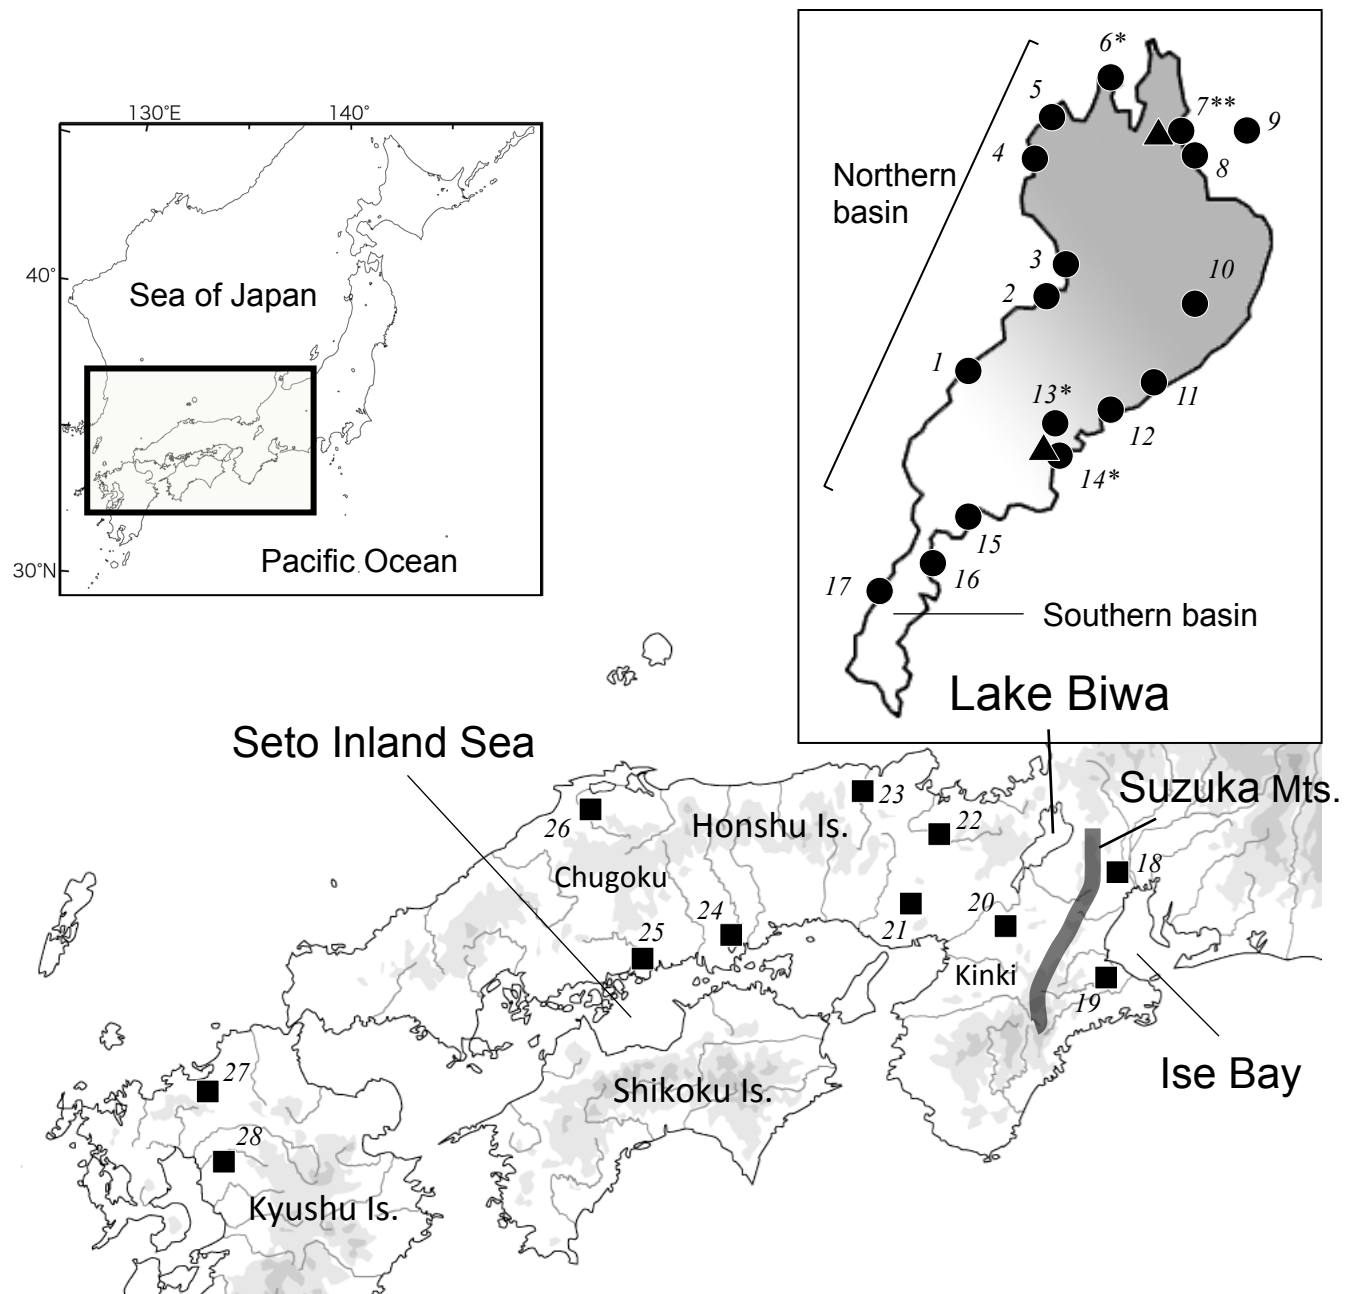 130°E
140°
40°
30°N
Sea of Japan
Pacific Ocean
6*
5
7**
9
4
8
Northern
basin
3
10
2
1
11
13*
12
14*
15
16
17
Southern basin
Lake Biwa
Seto Inland Sea
Suzuka Mts.
23
26
Honshu Is.
22
Chugoku
18
20
24
21
25
Kinki
19
27
Shikoku Is.
Ise Bay
28
Kyushu Is.